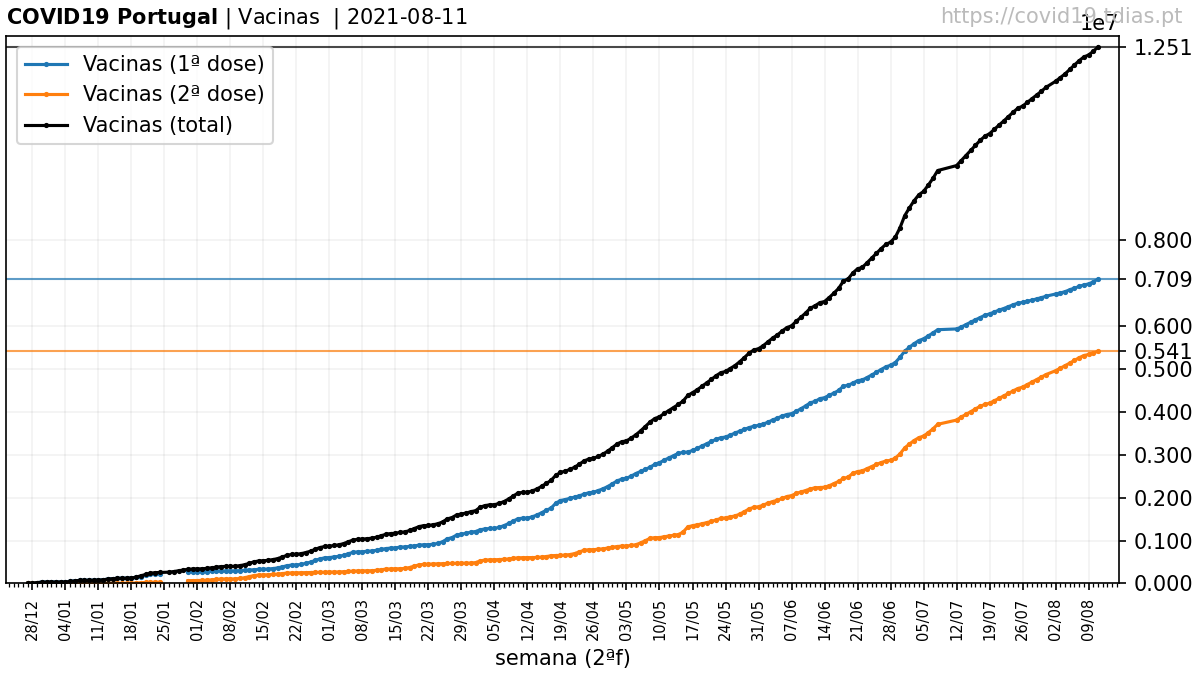 COVID19 Portugal | Vacinas | 2021-08-11
https://covid19.tdias.pt
1e7
Vacinas (1ª dose)
Vacinas (2ª dose)
Vacinas (total)
1.251
0.800
0.709
0.600
0.541
0.500
0.400
0.300
0.200
0.100
0.000
28/12 04/01 11/01 18/01 25/01 01/02 08/02 15/02 22/02 01/03 08/03 15/03 22/03 29/03 05/04 12/04 19/04 26/04 03/05 10/05 17/05 24/05 31/05 07/06 14/06 21/06 28/06 05/07 12/07 19/07 26/07 02/08 09/08
semana (2ªf)